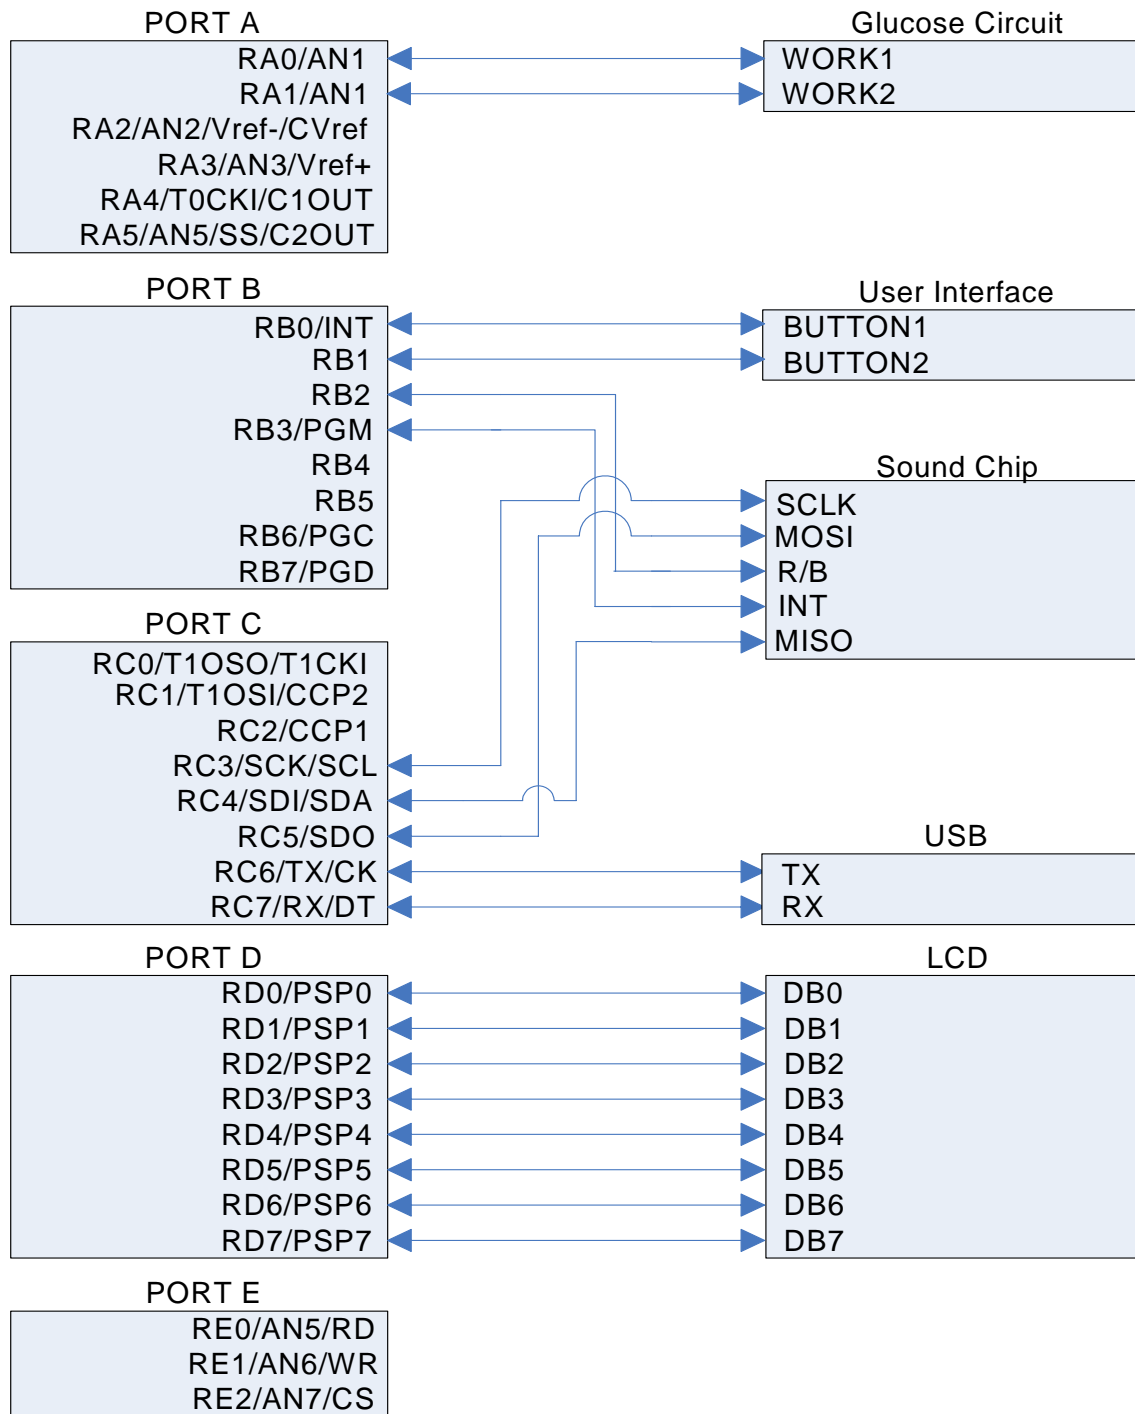 PORT A
RA0/AN1
RA1/AN1
RA2/AN2/Vref-/CVref
RA3/AN3/Vref+
RA4/T0CKI/C1OUT
RA5/AN5/SS/C2OUT
Glucose Circuit
WORK1
WORK2
PORT B
RB0/INT
RB1
RB2
RB3/PGM
RB4
RB5
RB6/PGC
RB7/PGD
User Interface
BUTTON1
BUTTON2
Sound Chip
SCLK
MOSI
R/B
INT
MISO
PORT C
RC0/T1OSO/T1CKI
RC1/T1OSI/CCP2
RC2/CCP1
RC3/SCK/SCL
RC4/SDI/SDA
RC5/SDO
RC6/TX/CK
RC7/RX/DT
USB
TX
RX
PORT D
RD0/PSP0
RD1/PSP1
RD2/PSP2
RD3/PSP3
RD4/PSP4
RD5/PSP5
RD6/PSP6
RD7/PSP7
LCD
DB0
DB1
DB2
DB3
DB4
DB5
DB6
DB7
PORT E
RE0/AN5/RD
RE1/AN6/WR
RE2/AN7/CS